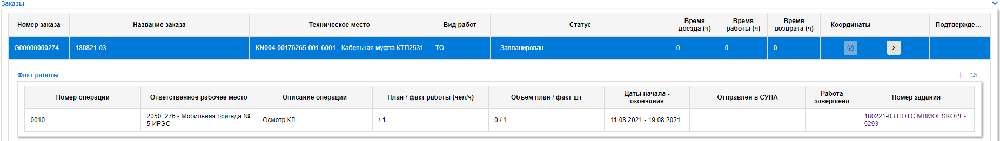 Заказы
Номер заказа Название заказа Техническое место Вид работ Статус Время доезда (ч) Время работы (ч) Время возврата (ч) Координаты Подтвержде...
G00000000274 180821-03 KN004-00176265-001-6001 - Кабельная муфта КТП2531 ТО Запланирован 0 0 0
Факт работы
Номер операции Ответственное рабочее место Описание операции План / факт работы (чел/ч) Объем план / факт шт Даты начала - окончания Отправлен в СУПА Работа завершена Номер задания
0010 2050_276 - Мобильная бригада № 5 ИРЭС Осмотр КЛ / 1 0 / 1 11.08.2021 - 19.08.2021 180221-03 ПОТС MBMOESKOPE-5293